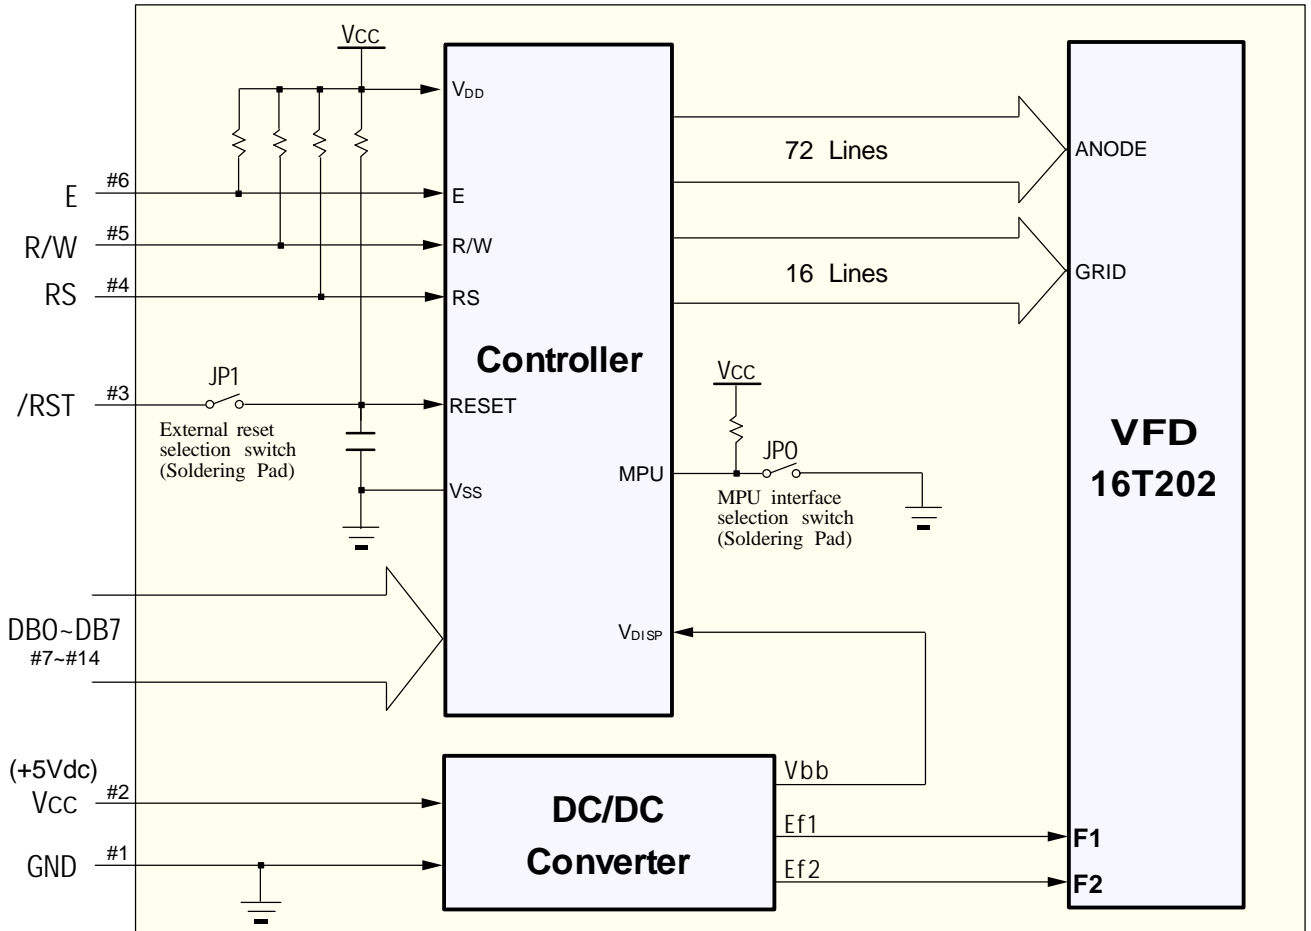 Vcc
VDD
E #6
E
R/W #5
R/W
RS #4
RS
72 Lines
ANODE
16 Lines
GRID
Controller
/RST #3
JP1
RESET
External reset
selection switch
(Soldering Pad)
Vss
Vcc
MPU
JP0
MPU interface
selection switch
(Soldering Pad)
VFD
16T202
DB0~DB7
#7~#14
VDISP
(+5Vdc)
Vcc #2
GND #1
DC/DC
Converter
Vbb
Ef1
F1
Ef2
F2